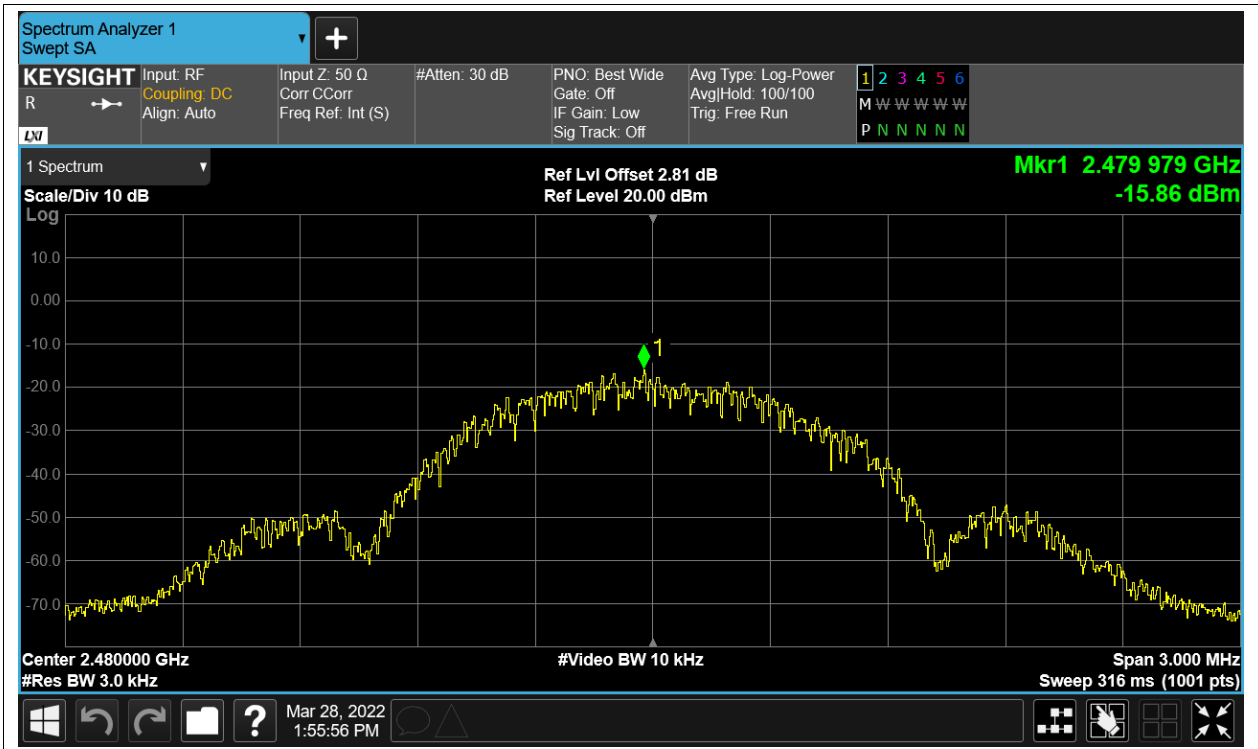 Spectrum Analyzer 1
Swept SA
KEYSIGHT
R
LXI
Input: RF
Coupling: DC
Align: Auto
Input Z: 50 Ω
Corr CCorr
Freq Ref: Int (S)
#Atten: 30 dB
PNO: Best Wide
Gate: Off
IF Gain: Low
Sig Track: Off
Avg Type: Log-Power
Avg|Hold: 100/100
Trig: Free Run
1 2 3 4 5 6
M W W W W W W
P N N N N N
1 Spectrum
Scale/Div 10 dB
Log
Ref Lvl Offset 2.81 dB
Ref Level 20.00 dBm
Mkr1 2.479 979 GHz
-15.86 dBm
10.0
0.00
-10.0
1
-20.0
-30.0
-40.0
-50.0
-60.0
-70.0
Center 2.480000 GHz
#Res BW 3.0 kHz
#Video BW 10 kHz
Span 3.000 MHz
Sweep 316 ms (1001 pts)
?
Mar 28, 2022
1:55:56 PM